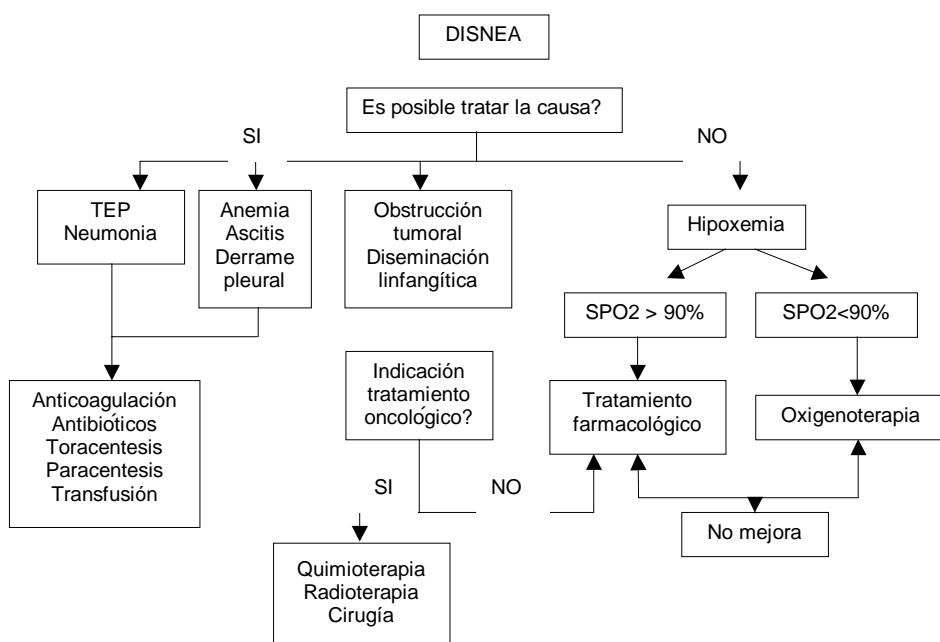 DISNEA
Es posible tratar la causa?
SI
NO
TEP
Neumonia
Anemia
Ascitis
Derrame
pleural
Obstrucción
tumoral
Diseminación
linfangítica
Hipoxemia
SPO2 > 90%
SPO2<90%
Anticoagulación
Antibióticos
Toracentesis
Paracentesis
Transfusión
Indicación
tratamiento
oncológico?
Tratamiento
farmacológico
Oxigenoterapia
SI
NO
No mejora
Quimioterapia
Radioterapia
Cirugía